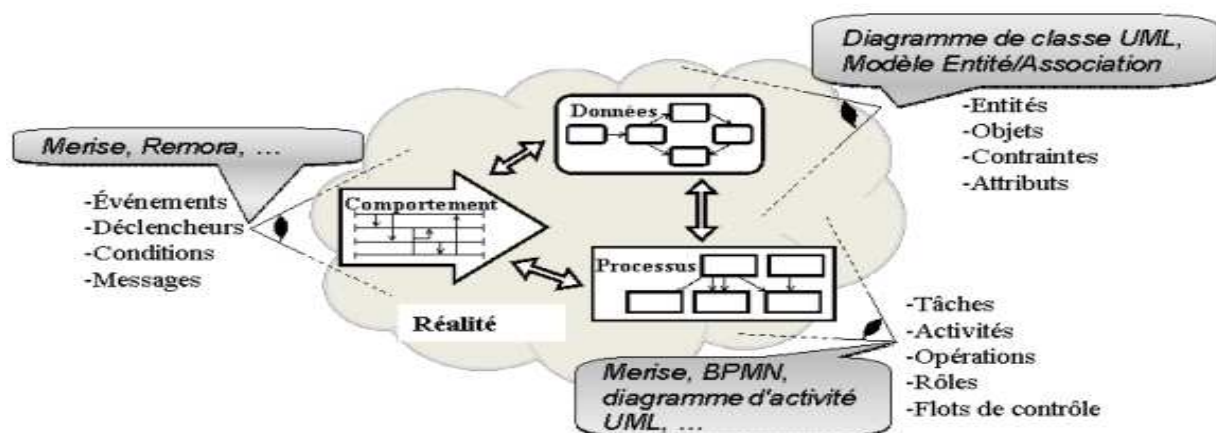 Diagramme de classe UML,
Modèle Entité/Association
-Entités
-Objets
-Contraintes
-Attributs
Données
Merise, Remora, ...
-Événements
-Déclencheurs
-Conditions
-Messages
Comportement
Processus
Réalité
-Tâches
-Activités
-Opérations
-Rôles
-Flots de contrôle
Merise, BPMN,
diagramme d'activité
UML, ...